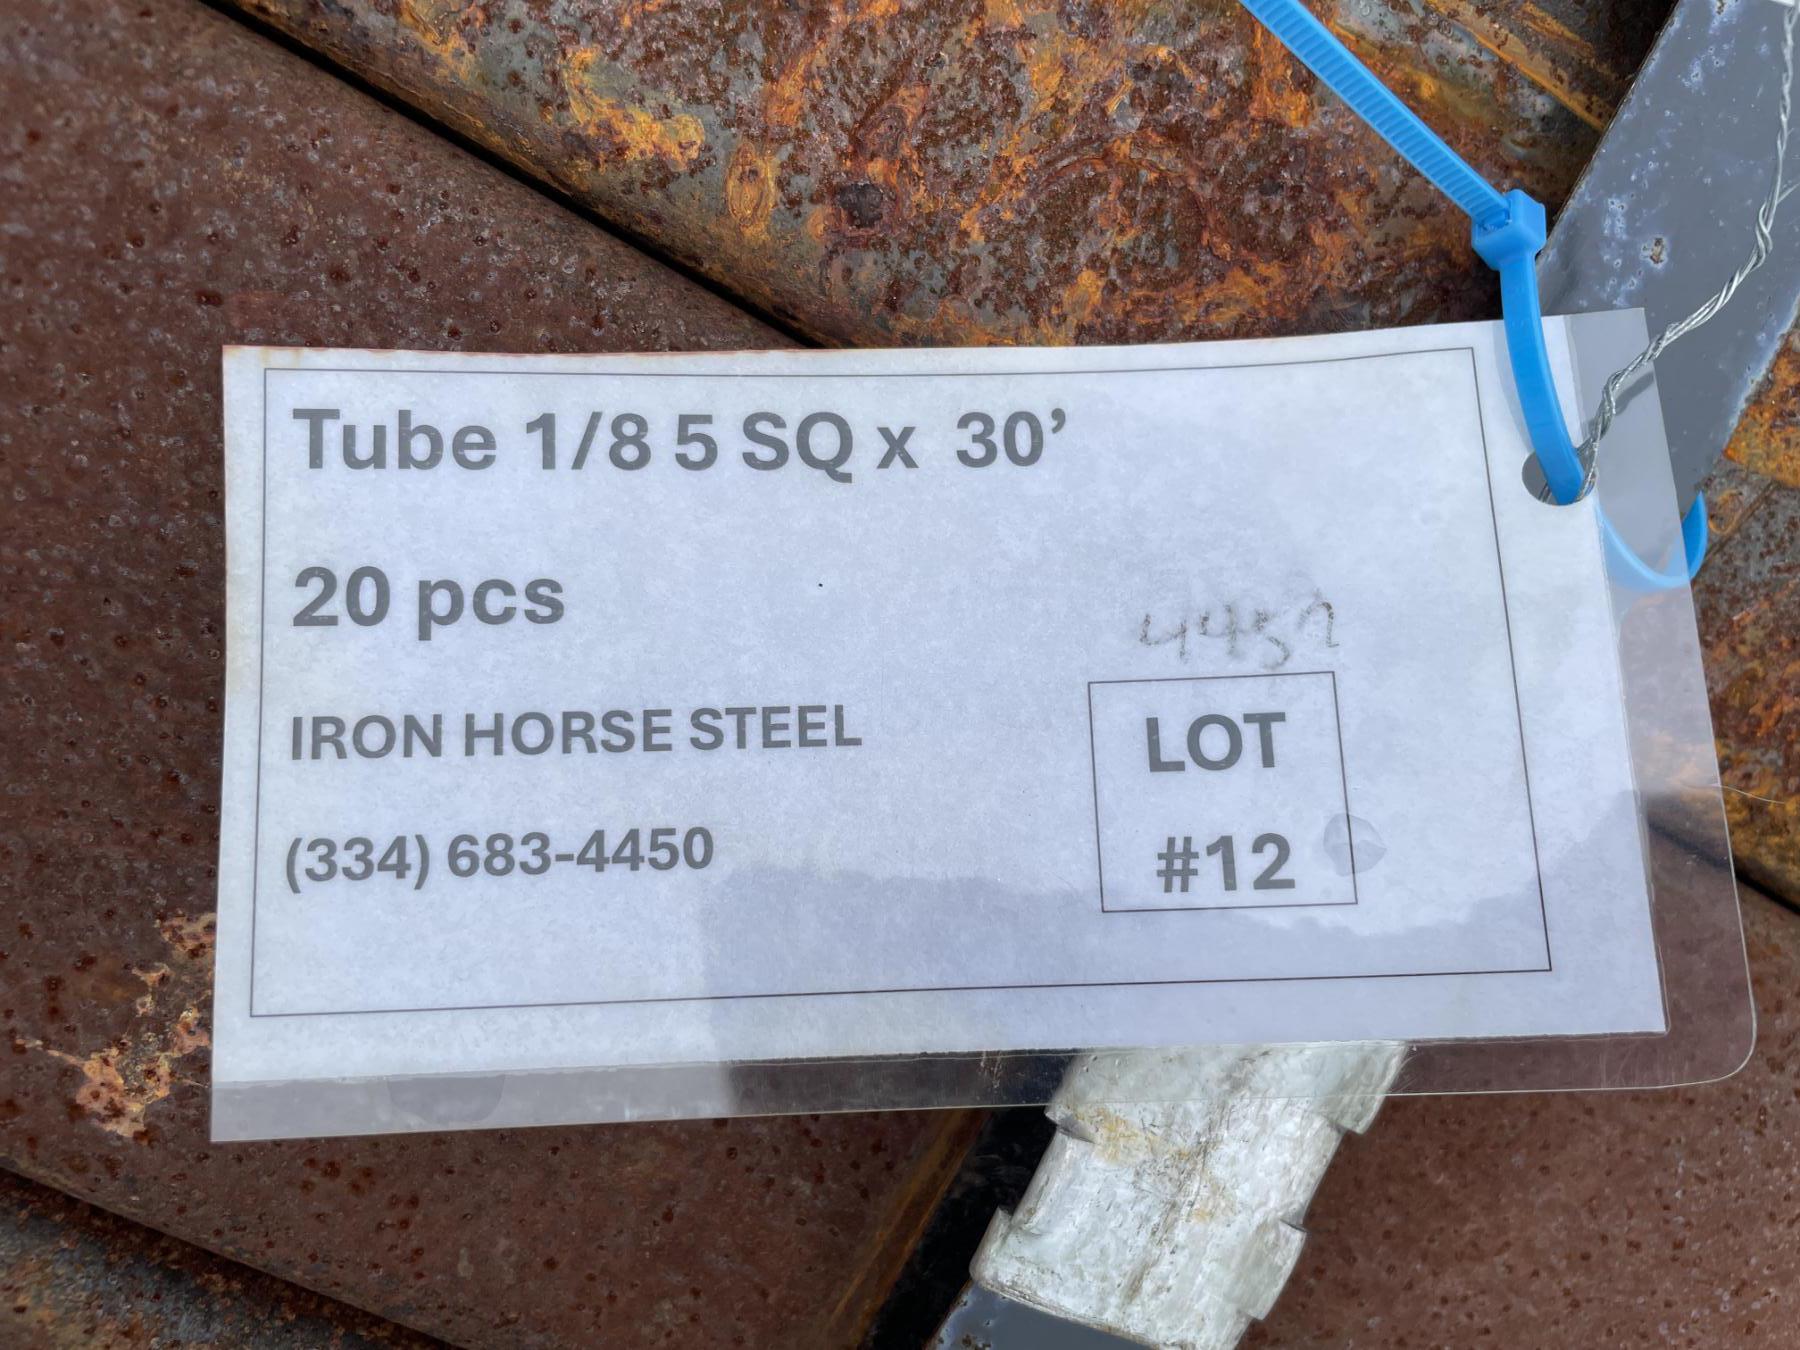 Tube 1/8 5 SQ x 30’
20 pcs
IRON HORSE STEEL
(334) 683-4450
LOT
#12